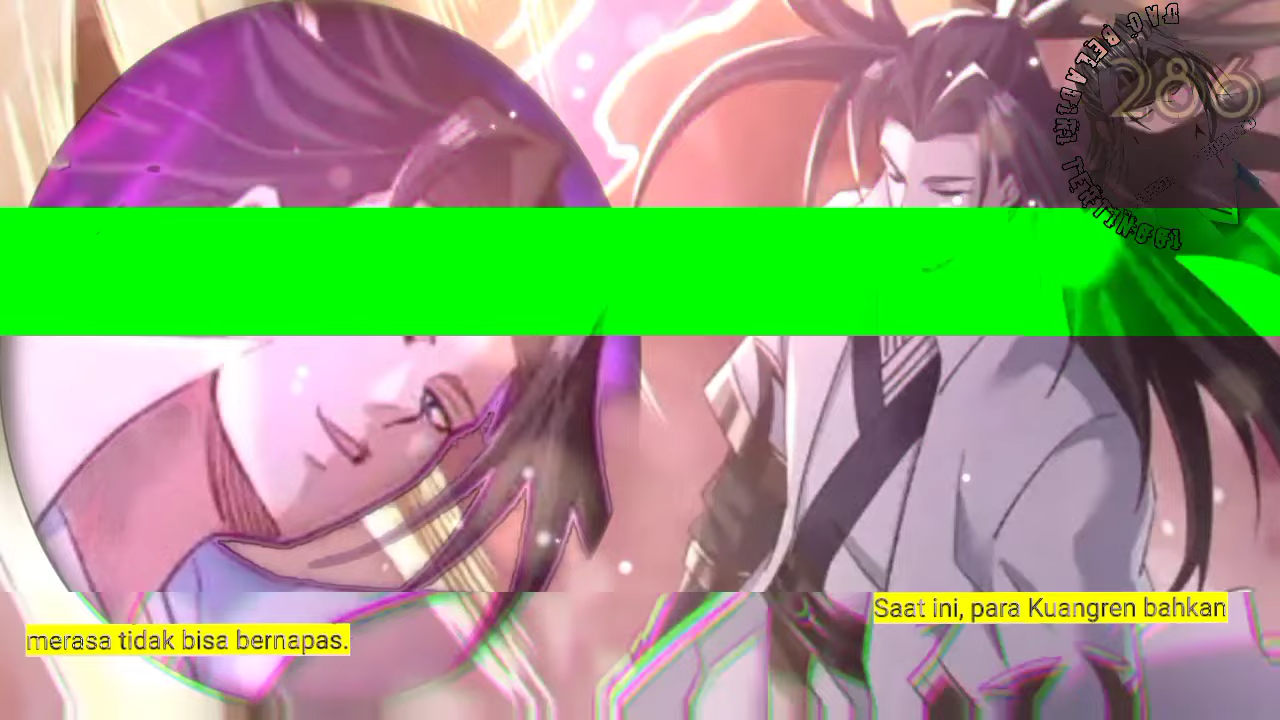 286
Saat ini, para Kuangren bahkan
merasa tidak bisa bernapas.